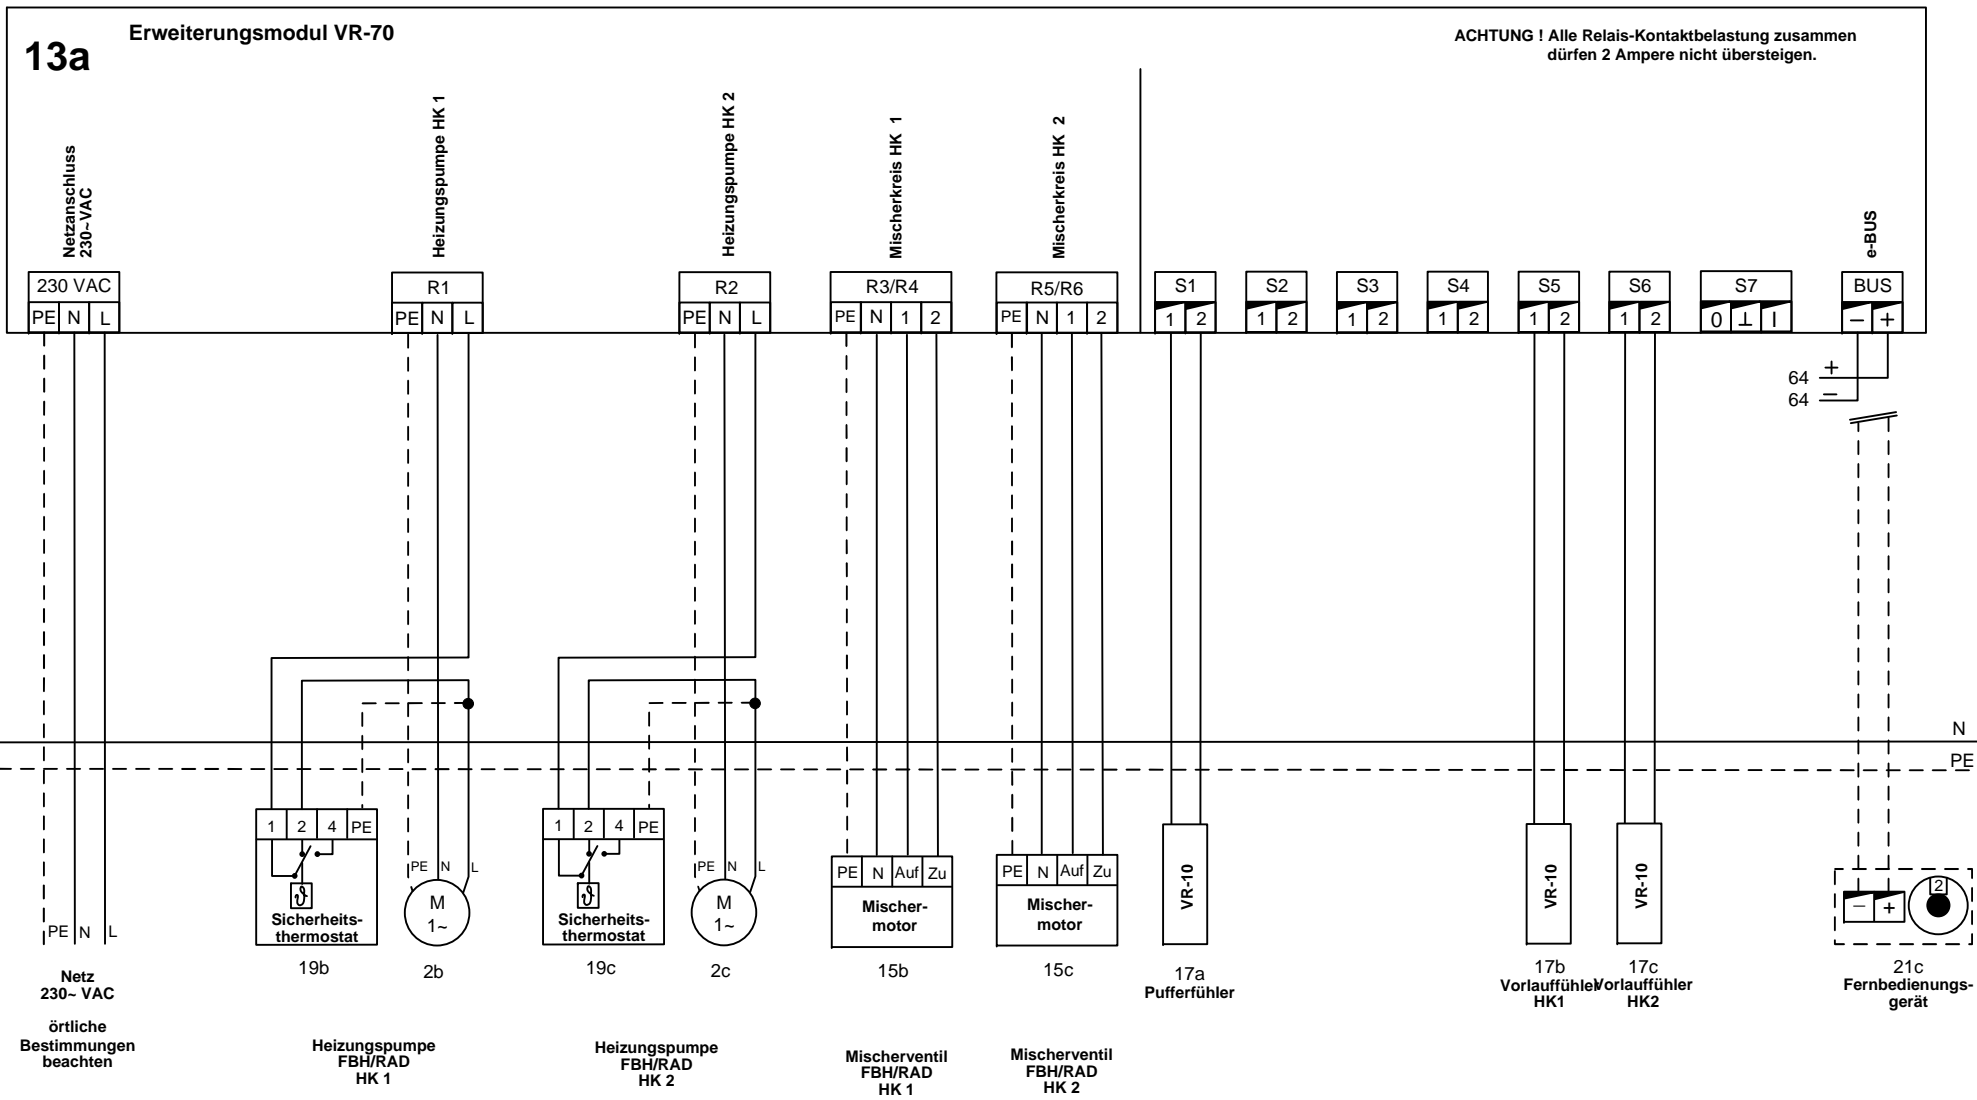 Erweiterungsmodul VR-70
13a
ACHTUNG ! Alle Relais-Kontaktbelastung zusammen
dürfen 2 Ampere nicht übersteigen.
Netzanschluss
230~VAC
Heizungspumpe HK 1
Heizungspumpe HK 2
Mischerkreis HK 1
Mischerkreis HK 2
e-BUS
230 VAC R1 R2 R3/R4 R5/R6 S1 S2 S3 S4 S5 S6 S7 BUS
PE N L PE N L PE N L PE N 1 2 PE N 1 2 1 2 1 2 1 2 1 2 1 2 1 2 0 ⊥ I − +
64 +
64 −
N
PE
1 2 4 PE
PE N L
M
1~
ϑ
Sicherheits-
thermostat
1 2 4 PE
PE N L
M
1~
ϑ
Sicherheits-
thermostat
PE N Auf Zu
Mischer-
motor
PE N Auf Zu
Mischer-
motor
VR-10
VR-10
VR-10
2
− +
PE N L
19b
2b
19c
2c
15b
15c
17a
Pufferfühler
17b
Vorlauffühler
HK1
17c
Vorlauffühler
HK2
21c
Fernbedienungs-
gerät
Netz
230~ VAC
örtliche
Bestimmungen
beachten
Heizungspumpe
FBH/RAD
HK 1
Heizungspumpe
FBH/RAD
HK 2
Mischerventil
FBH/RAD
HK 1
Mischerventil
FBH/RAD
HK 2